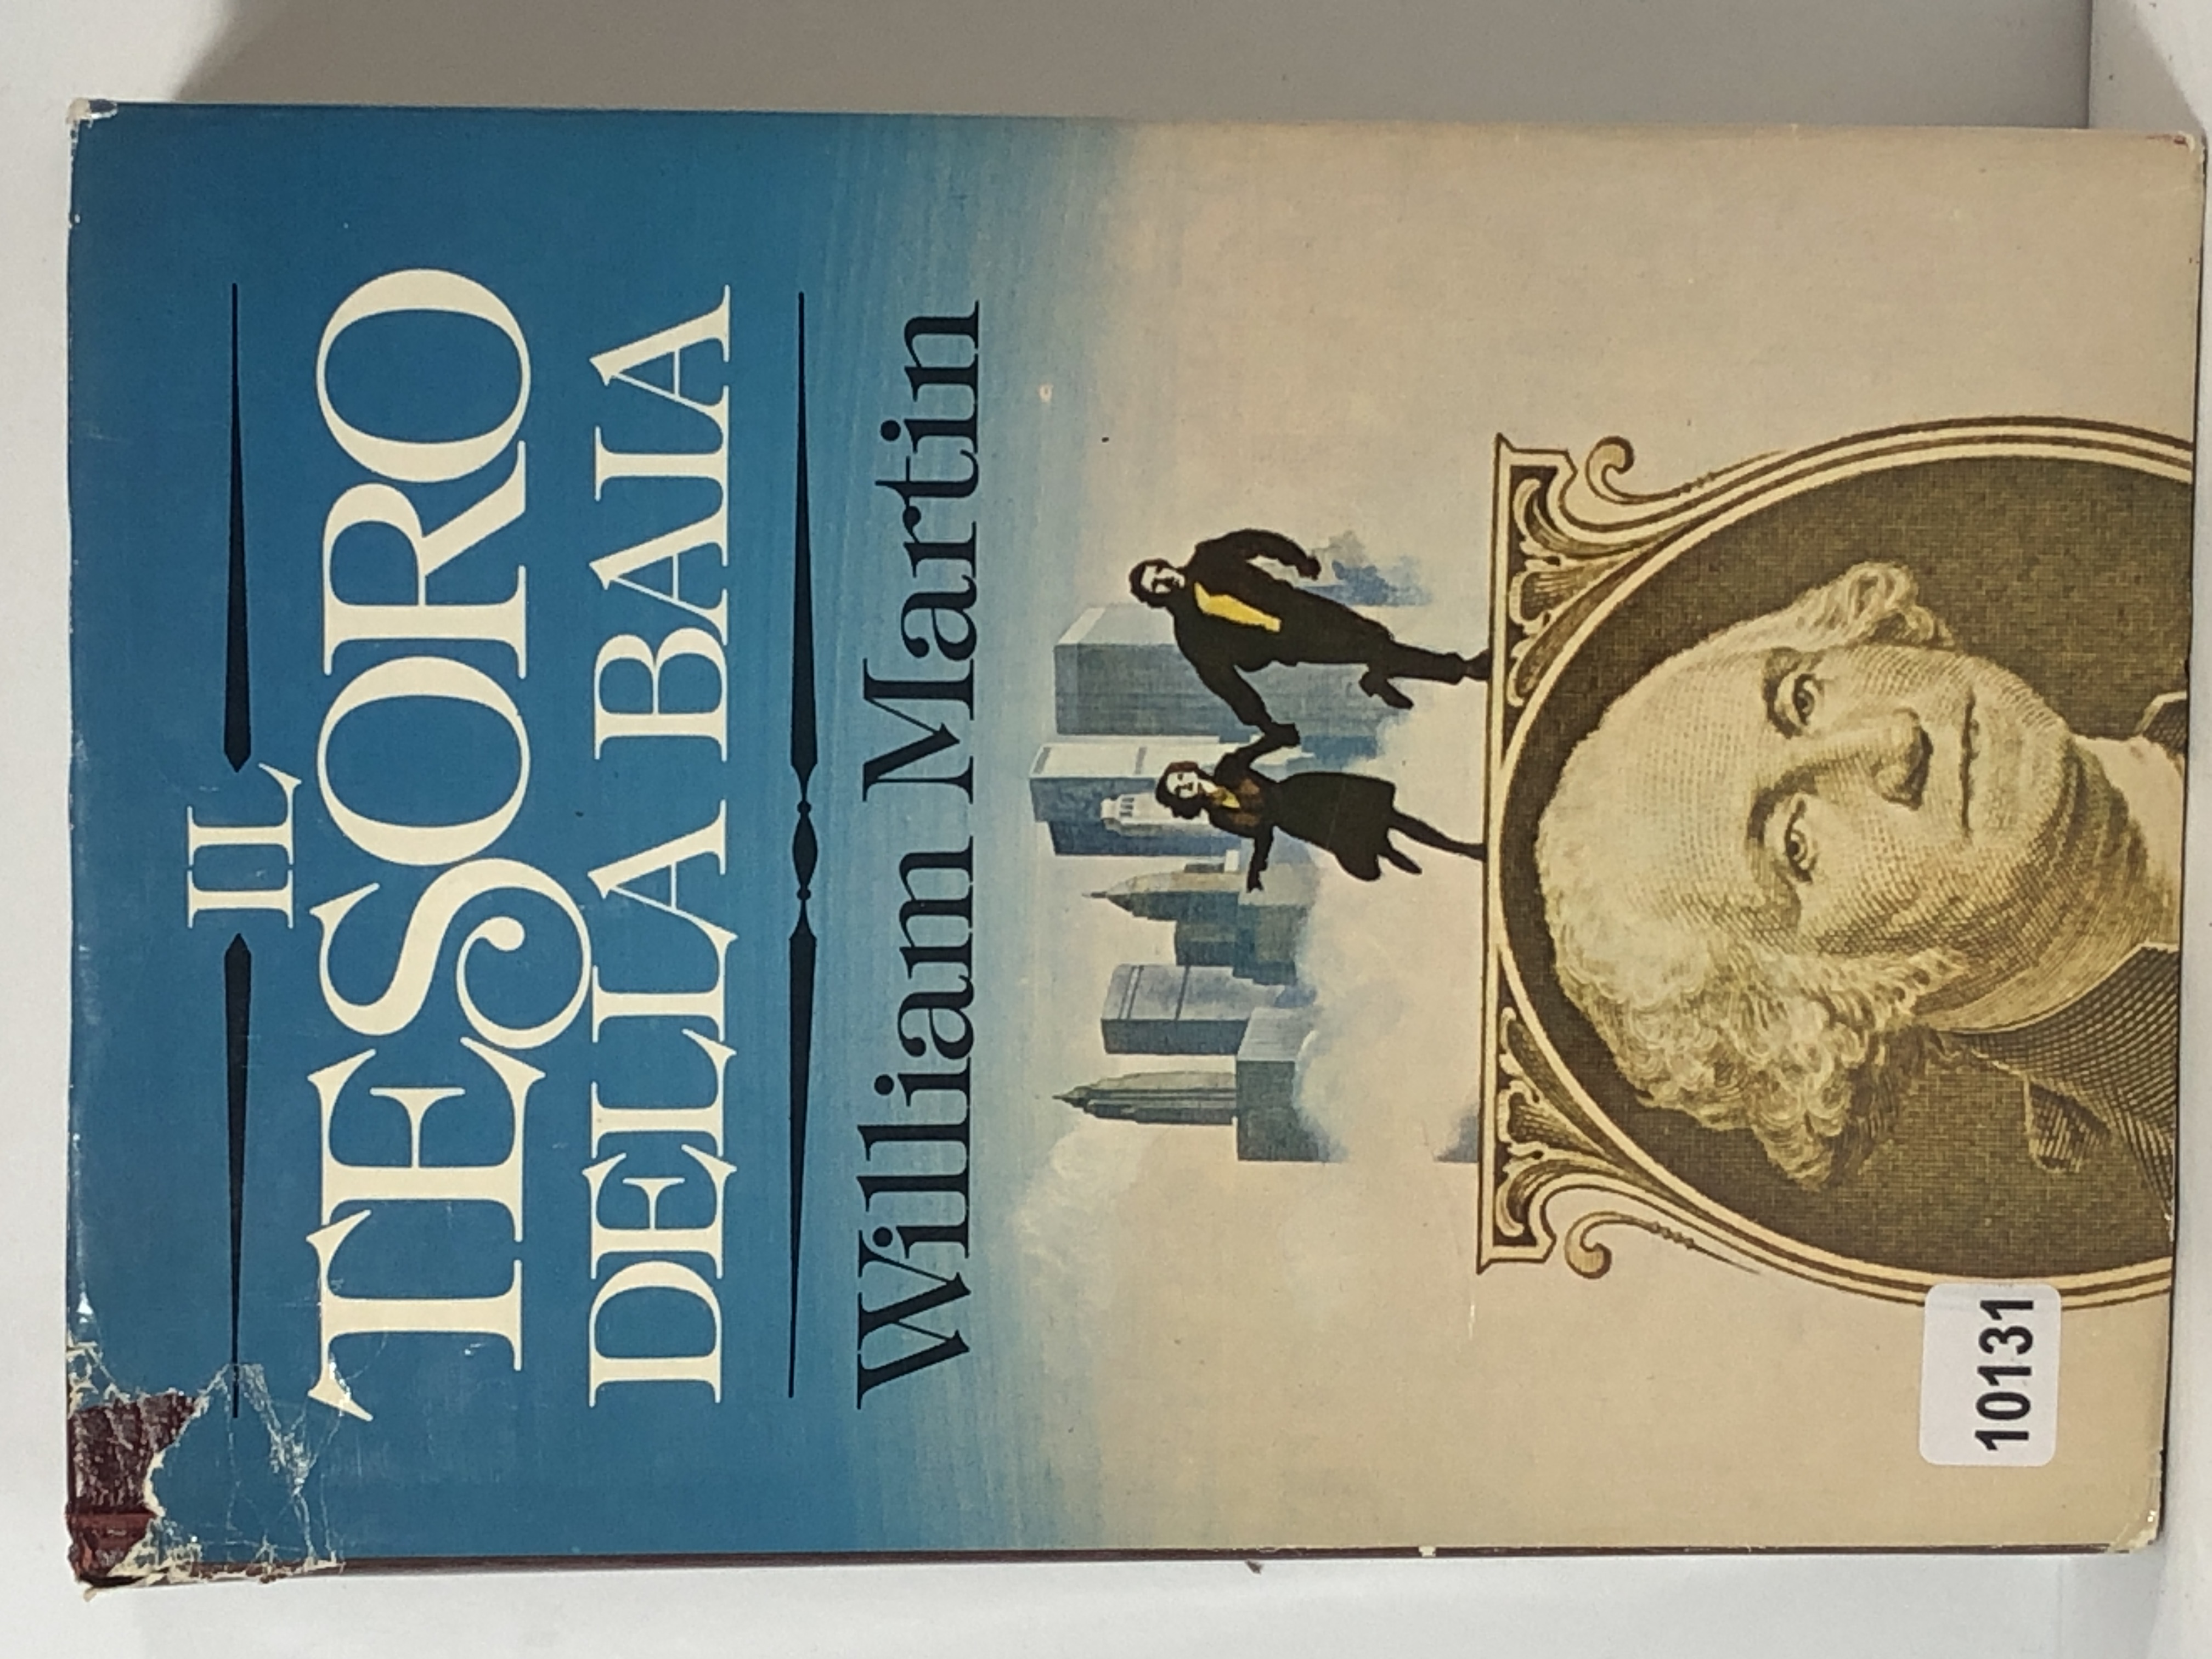 IL
TESORO
DELLA BAIA
William Martin
10131